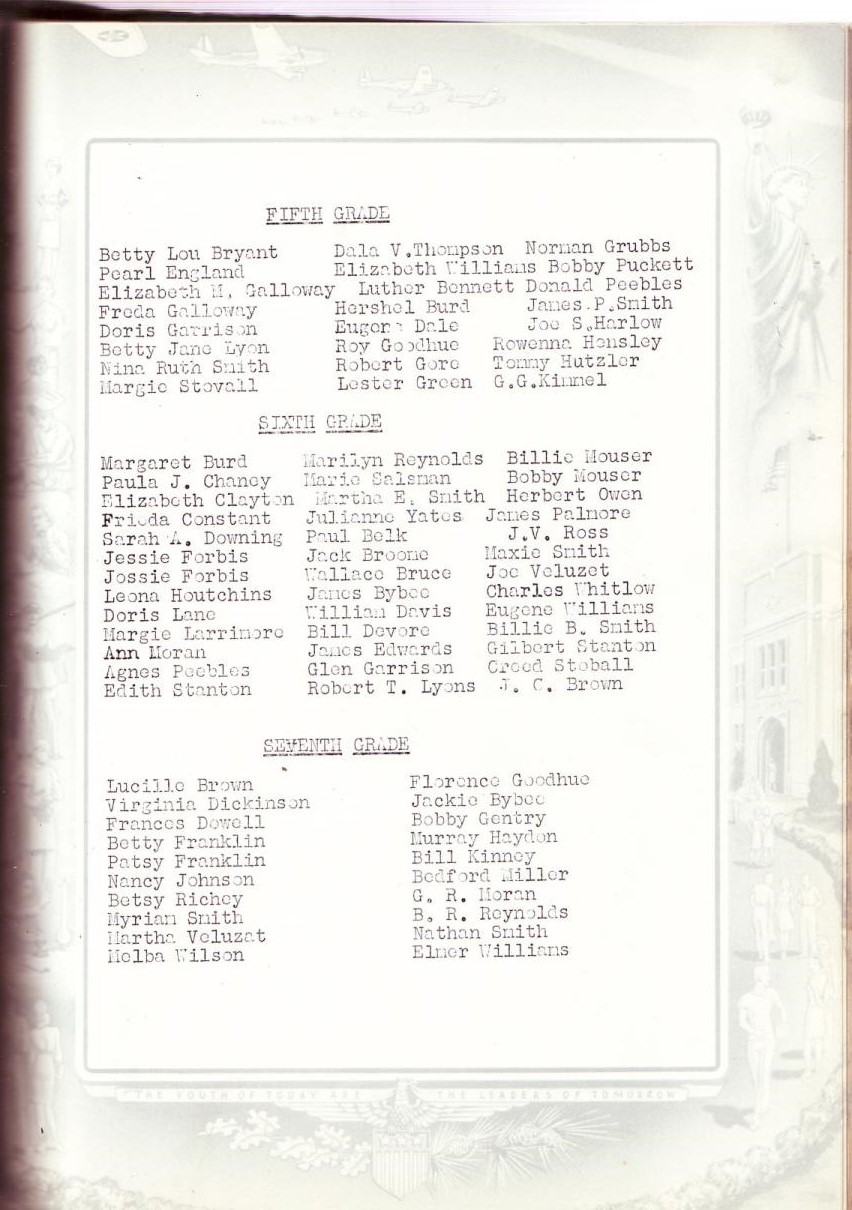 FIFTH GRADE
Betty Lou Bryant Dala V.Thompson Norman Grubbs
Pearl England Elizabeth Williams Bobby Puckett
Elizabeth M. Galloway Luther Bennett Donald Peebles
Freda Galloway Hershel Burd James.P.Smith
Doris Garrison Eugene Dale Joe S.Harlow
Betty Jane Lyon Roy Goodhue Rowenna Hensley
Nina Ruth Smith Robert Gore Tommy Hutzler
Margie Stovall Lester Green G.G.Kimmel
SIXTH GRADE
Margaret Burd Marilyn Reynolds Billie Mouser
Paula J. Chaney Marie Salsman Bobby Mouser
Elizabeth Clayton Martha E. Smith Herbert Owen
Frieda Constant Julianne Yates James Palmore
Sarah A. Downing Paul Belk J.V. Ross
Jessie Forbis Jack Broome Maxie Smith
Jossie Forbis Wallace Bruce Joe Veluzet
Leona Houtchins James Bybee Charles Whitlow
Doris Lane William Davis Eugene Williams
Margie Larrimore Bill Devore Billie B. Smith
Ann Moran James Edwards Gilbert Stanton
Agnes Peebles Glen Garrison Creed Stoball
Edith Stanton Robert T. Lyons J. C. Brown
SEVENTH GRADE
Lucille Brown Florence Goodhue
Virginia Dickinson Jackie Bybee
Frances Dowell Bobby Gentry
Betty Franklin Murray Haydon
Patsy Franklin Bill Kinney
Nancy Johnson Bedford Miller
Betsy Richey G. R. Moran
Myrian Smith B. R. Reynolds
Martha Veluzat Nathan Smith
Melba Wilson Elmer Williams
"THE YOUTH OF TODAY ARE THE LEADERS OF TOMORROW"